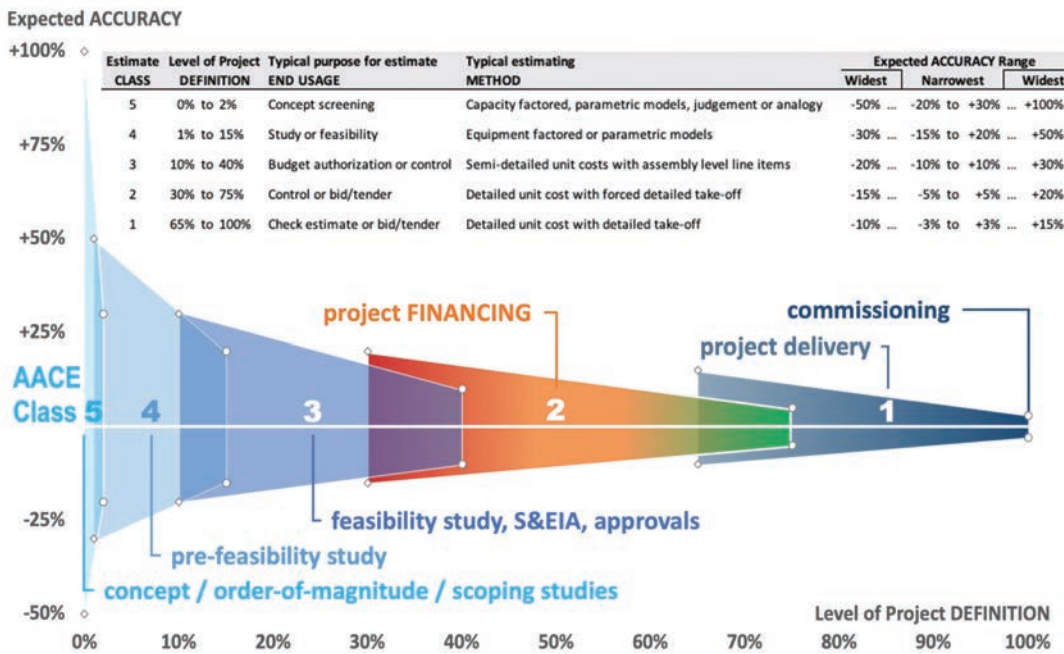 Expected ACCURACY
+100%
Estimate Level of Project Typical purpose for estimate Typical estimating Expected ACCURACY Range
CLASS DEFINITION END USAGE METHOD Widest Narrowest Widest
5 0% to 2% Concept screening Capacity factored, parametric models, judgement or analogy -50% ... -20% to +30% ... +100%
+75%
4 1% to 15% Study or feasibility Equipment factored or parametric models -30% ... -15% to +20% ... +50%
3 10% to 40% Budget authorization or control Semi-detailed unit costs with assembly level line items -20% ... -10% to +10% ... +30%
2 30% to 75% Control or bid/tender Detailed unit cost with forced detailed take-off -15% ... -5% to +5% ... +20%
1 65% to 100% Check estimate or bid/tender Detailed unit cost with detailed take-off -10% ... -3% to +3% ... +15%
+50%
project FINANCING
commissioning
+25%
project delivery
AACE
Class 5 4 3 2 1
0%
-25%
feasibility study, S&EIA, approvals
pre-feasibility study
concept / order-of-magnitude / scoping studies
-50%
Level of Project DEFINITION
0% 10% 20% 30% 40% 50% 60% 70% 80% 90% 100%